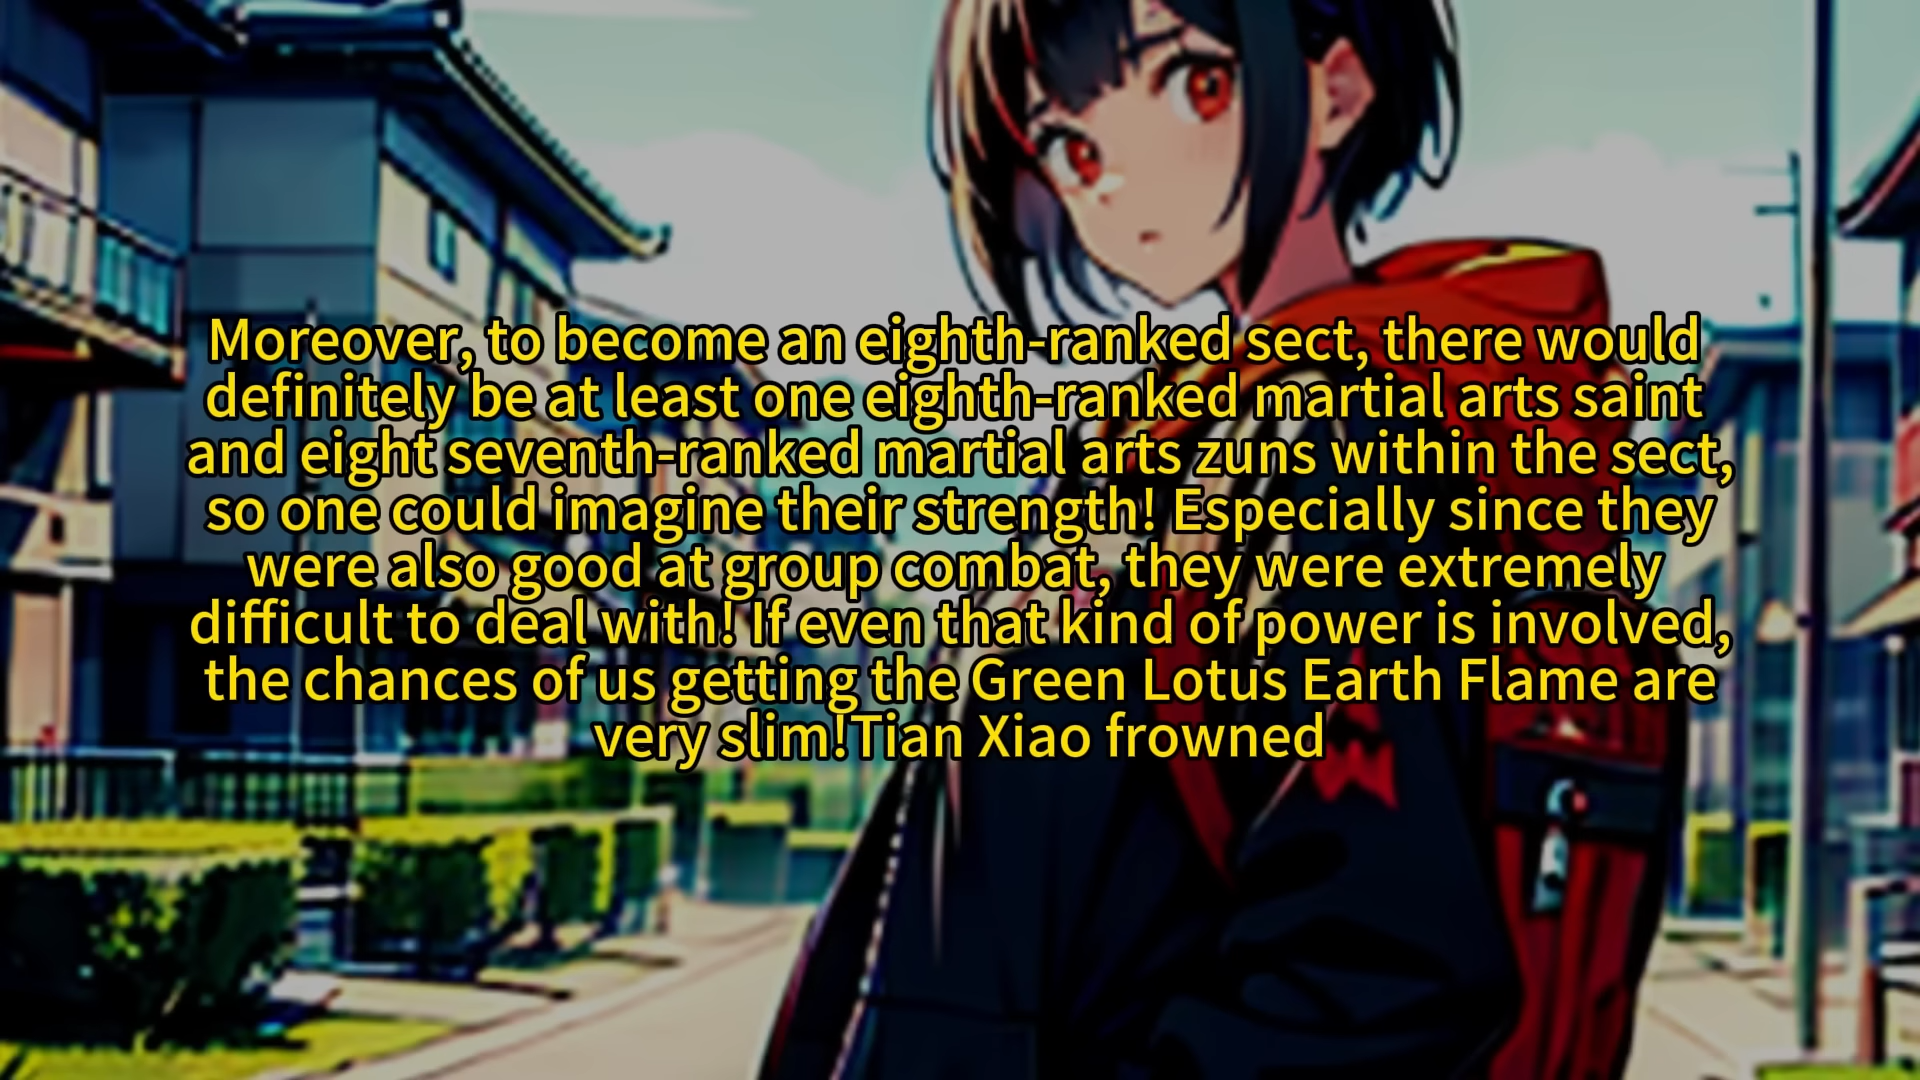 Moreover, to become an eighth-ranked sect, there would
definitely be at least one eighth-ranked martial arts saint
and eight seventh-ranked martial arts zuns within the sect,
so one could imagine their strength! Especially since they
were also good at group combat, they were extremely
difficult to deal with! If even that kind of power is involved,
the chances of us getting the Green Lotus Earth Flame are
very slim!Tian Xiao frowned